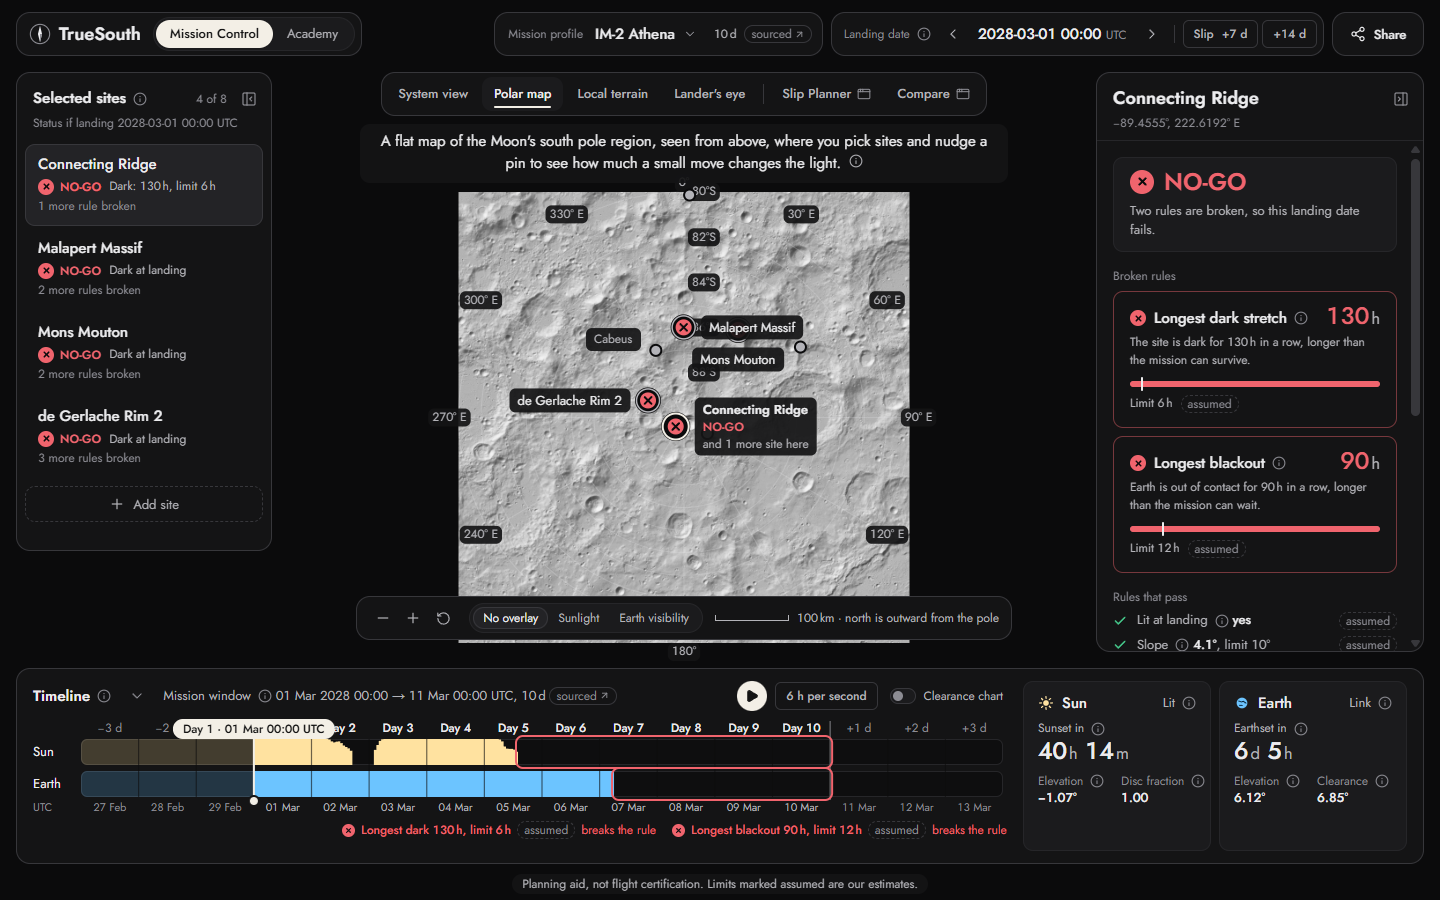 TrueSouth
Mission Control
Academy
Mission profile
IM-2 Athena
10 d
sourced ↗
Landing date
2028-03-01 00:00 UTC
Slip +7 d
+14 d
Share
Selected sites
4 of 8
Status if landing 2028-03-01 00:00 UTC
Connecting Ridge
NO-GO Dark: 130 h, limit 6 h
1 more rule broken
Malapert Massif
NO-GO Dark at landing
2 more rules broken
Mons Mouton
NO-GO Dark at landing
2 more rules broken
de Gerlache Rim 2
NO-GO Dark at landing
3 more rules broken
+ Add site
System view
Polar map
Local terrain
Lander's eye
Slip Planner
Compare
A flat map of the Moon's south pole region, seen from above, where you pick sites and nudge a
pin to see how much a small move changes the light.
80°S
330° E
30° E
82°S
84°S
300° E
60° E
Malapert Massif
Cabeus
Mons Mouton
88°S
de Gerlache Rim 2
Connecting Ridge
NO-GO
and 1 more site here
270° E
90° E
240° E
120° E
No overlay
Sunlight
Earth visibility
100 km · north is outward from the pole
180°
Connecting Ridge
−89.4555°, 222.6192° E
NO-GO
Two rules are broken, so this landing date
fails.
Broken rules
Longest dark stretch
130 h
The site is dark for 130 h in a row, longer than
the mission can survive.
Limit 6 h
assumed
Longest blackout
90 h
Earth is out of contact for 90 h in a row, longer
than the mission can wait.
Limit 12 h
assumed
Rules that pass
Lit at landing yes
assumed
Slope 4.1°, limit 10°
assumed
Timeline
Mission window 01 Mar 2028 00:00 → 11 Mar 00:00 UTC, 10 d sourced ↗
6 h per second
Clearance chart
−3 d
−2
Day 1 · 01 Mar 00:00 UTC
ay 2
Day 3
Day 4
Day 5
Day 6
Day 7
Day 8
Day 9
Day 10
+1 d
+2 d
+3 d
Sun
Earth
UTC
27 Feb
28 Feb
29 Feb
01 Mar
02 Mar
03 Mar
04 Mar
05 Mar
06 Mar
07 Mar
08 Mar
09 Mar
10 Mar
11 Mar
12 Mar
13 Mar
Longest dark 130 h, limit 6 h assumed breaks the rule
Longest blackout 90 h, limit 12 h assumed breaks the rule
Sun
Lit
Sunset in
40 h 14 m
Elevation
−1.07°
Disc fraction
1.00
Earth
Link
Earthset in
6 d 5 h
Elevation
6.12°
Clearance
6.85°
Planning aid, not flight certification. Limits marked assumed are our estimates.